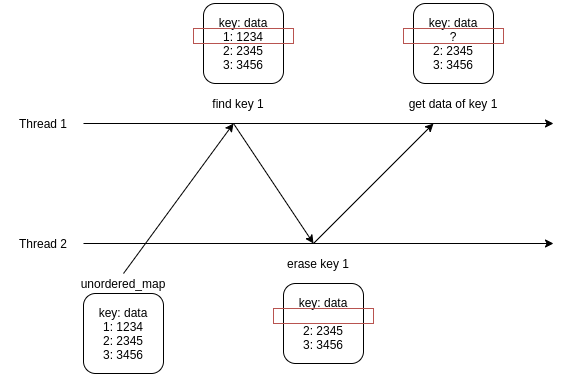 key: data
1: 1234
2: 2345
3: 3456
key: data
?
2: 2345
3: 3456
find key 1
get data of key 1
Thread 1
Thread 2
erase key 1
unordered_map
key: data
1: 1234
2: 2345
3: 3456
key: data
2: 2345
3: 3456